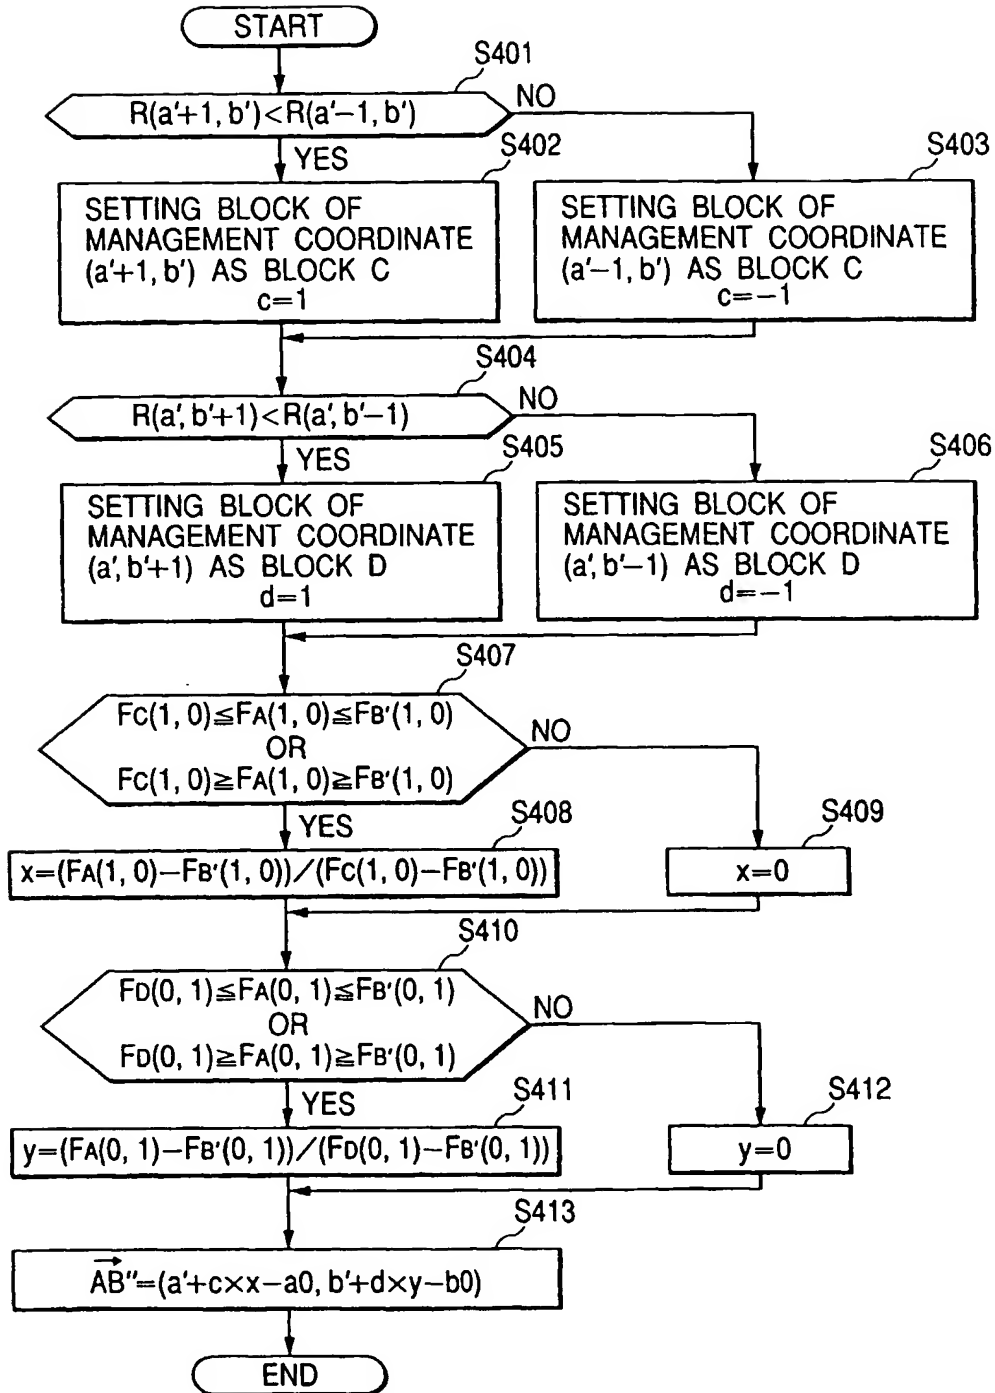 START
S401
R(a'+1, b')<R(a'−1, b')
NO
YES
S402
S403
SETTING BLOCK OF
MANAGEMENT COORDINATE
(a'+1, b') AS BLOCK C
c=1
SETTING BLOCK OF
MANAGEMENT COORDINATE
(a'−1, b') AS BLOCK C
c=−1
S404
R(a', b'+1)<R(a', b'−1)
NO
YES
S405
S406
SETTING BLOCK OF
MANAGEMENT COORDINATE
(a', b'+1) AS BLOCK D
d=1
SETTING BLOCK OF
MANAGEMENT COORDINATE
(a', b'−1) AS BLOCK D
d=−1
S407
FC(1, 0)≦FA(1, 0)≦FB'(1, 0)
OR
FC(1, 0)≧FA(1, 0)≧FB'(1, 0)
NO
YES
S408
S409
x=(FA(1, 0)−FB'(1, 0))/(FC(1, 0)−FB'(1, 0))
x=0
S410
FD(0, 1)≦FA(0, 1)≦FB'(0, 1)
OR
FD(0, 1)≧FA(0, 1)≧FB'(0, 1)
NO
YES
S411
S412
y=(FA(0, 1)−FB'(0, 1))/(FD(0, 1)−FB'(0, 1))
y=0
S413
AB"=(a'+c×x−a0, b'+d×y−b0)
END